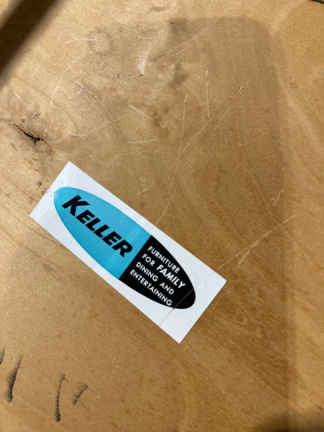 KELLER
FURNITURE
FOR FAMILY
DINING AND
ENTERTAINING